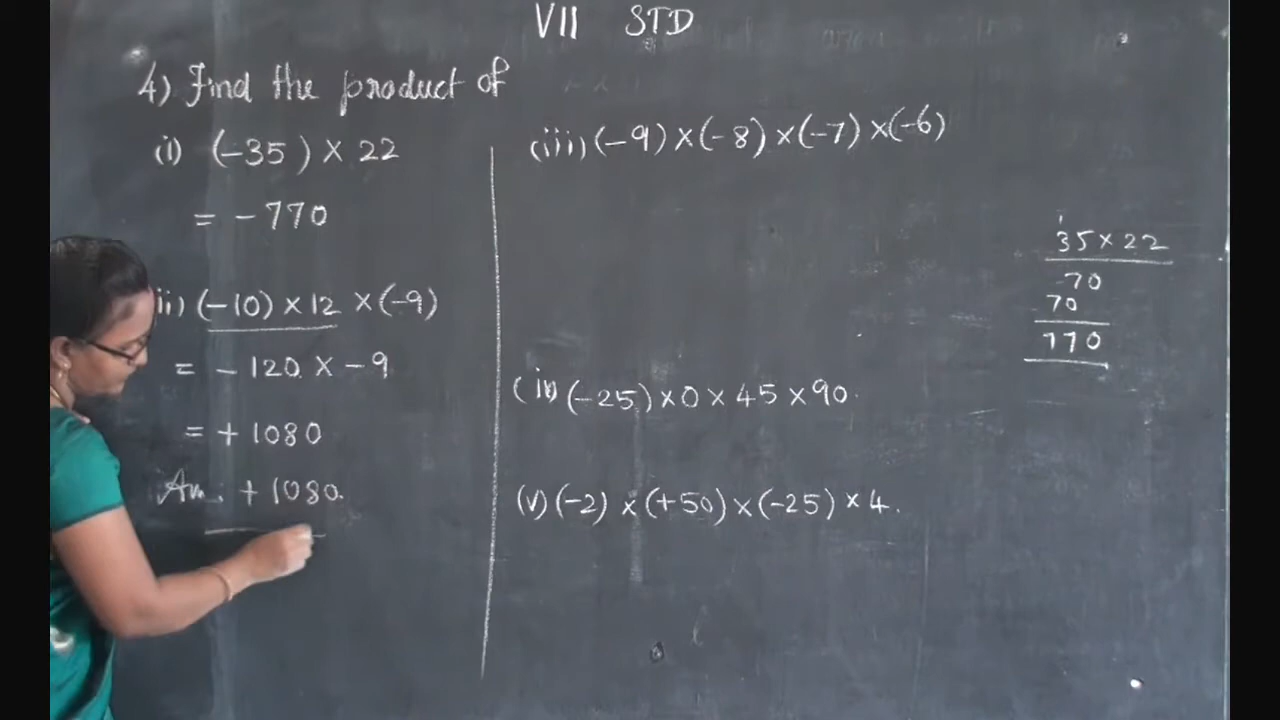 VII STD
4) Find the product of
(i) (-35) × 22
= -770
ii) (-10) × 12 × (-9)
= -120 × -9
= +1080
Ans: +1080.
(iii) (-9) × (-8) × (-7) × (-6)
(iv) (-25) × 0 × 45 × 90.
(v) (-2) × (+50) × (-25) × 4.
1
35 × 22
70
70
770